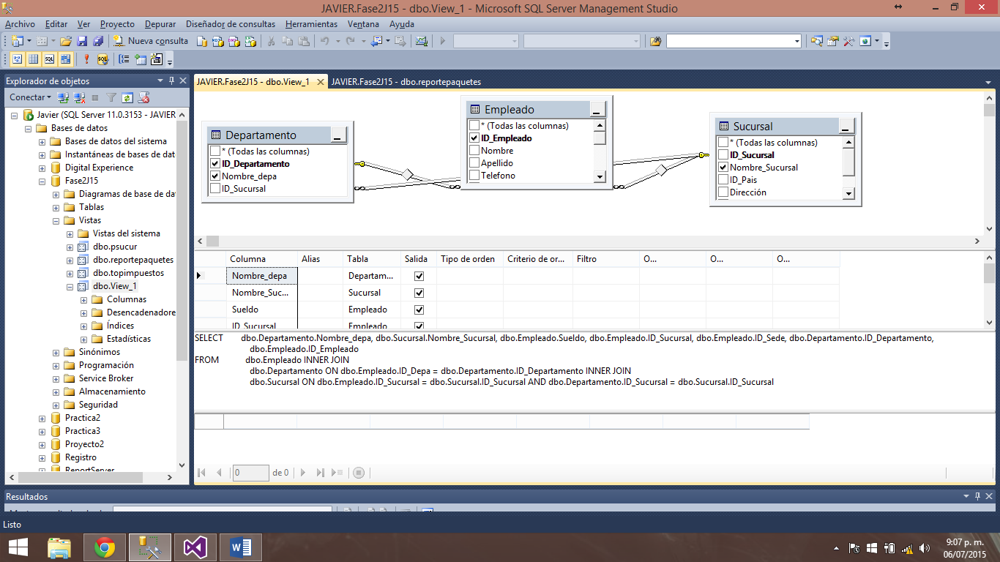 JAVIER.Fase2J15 - dbo.View_1 - Microsoft SQL Server Management Studio
Archivo Editar Ver Proyecto Depurar Diseñador de consultas Herramientas Ventana Ayuda
Nueva consulta
Explorador de objetos
Conectar
Javier (SQL Server 11.0.3153 - JAVIER
Bases de datos
Bases de datos del sistema
Instantáneas de bases de dat
Digital Experience
Fase2J15
Diagramas de base de da
Tablas
Vistas
Vistas del sistema
dbo.psucur
dbo.reportepaquetes
dbo.topimpuestos
dbo.View_1
Columnas
Desencadenadore
Índices
Estadísticas
Sinónimos
Programación
Service Broker
Almacenamiento
Seguridad
Practica2
Practica3
Proyecto2
Registro
ReportServer
JAVIER.Fase2J15 - dbo.View_1 JAVIER.Fase2J15 - dbo.reportepaquetes
Departamento
* (Todas las columnas)
ID_Departamento
Nombre_depa
ID_Sucursal
Empleado
* (Todas las columnas)
ID_Empleado
Nombre
Apellido
Telefono
Sucursal
* (Todas las columnas)
ID_Sucursal
Nombre_Sucursal
ID_Pais
Dirección
Columna Alias Tabla Salida Tipo de orden Criterio de or... Filtro O... O... O...
Nombre_depa Departam...
Nombre_Suc... Sucursal
Sueldo Empleado
ID_Sucursal Empleado
SELECT dbo.Departamento.Nombre_depa, dbo.Sucursal.Nombre_Sucursal, dbo.Empleado.Sueldo, dbo.Empleado.ID_Sucursal, dbo.Empleado.ID_Sede, dbo.Departamento.ID_Departamento,
dbo.Empleado.ID_Empleado
FROM dbo.Empleado INNER JOIN
dbo.Departamento ON dbo.Empleado.ID_Depa = dbo.Departamento.ID_Departamento INNER JOIN
dbo.Sucursal ON dbo.Empleado.ID_Sucursal = dbo.Sucursal.ID_Sucursal AND dbo.Departamento.ID_Sucursal = dbo.Sucursal.ID_Sucursal
0 de 0
Resultados
Listo
9:07 p. m.
06/07/2015